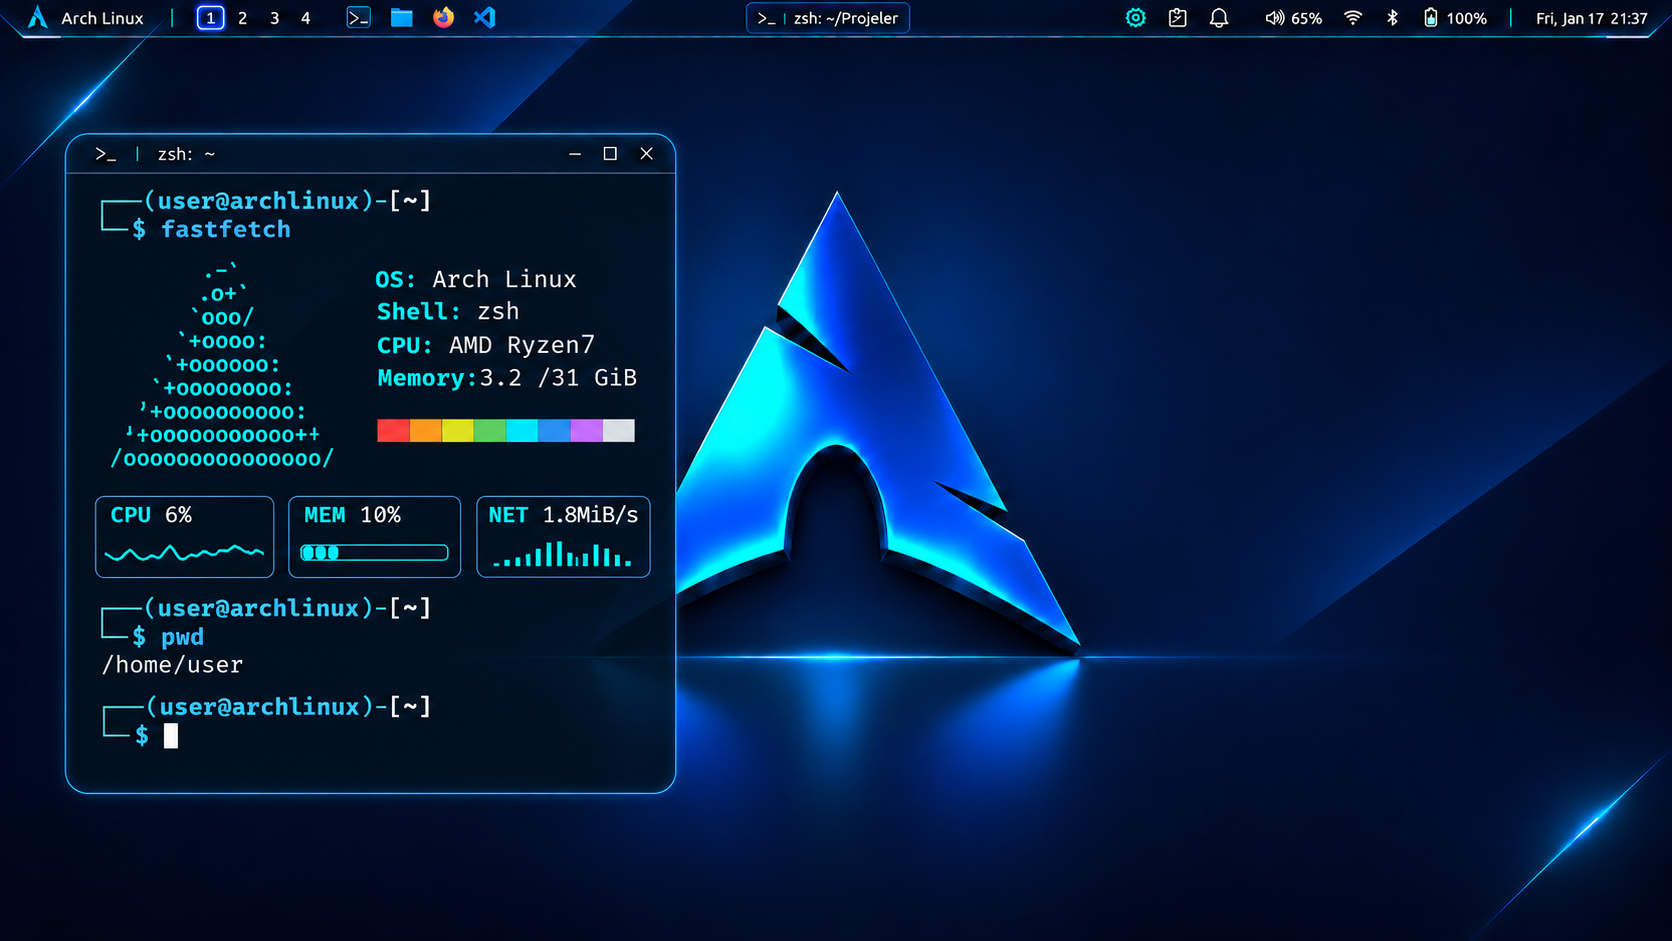 Arch Linux | 1 2 3 4 >_ >_ | zsh: ~/Projeler 65% 100% | Fri, Jan 17 21:37
>_ | zsh: ~
┌──(user@archlinux)-[~]
└─$ fastfetch
.-`
.o+`
`ooo/
`+oooo:
`+oooooo:
`+oooooooo:
'+oooooooooo:
'+ooooooooooo++
/ooooooooooooooo/
OS: Arch Linux
Shell: zsh
CPU: AMD Ryzen7
Memory:3.2 /31 GiB
CPU 6%
MEM 10%
NET 1.8MiB/s
┌──(user@archlinux)-[~]
└─$ pwd
/home/user
┌──(user@archlinux)-[~]
└─$